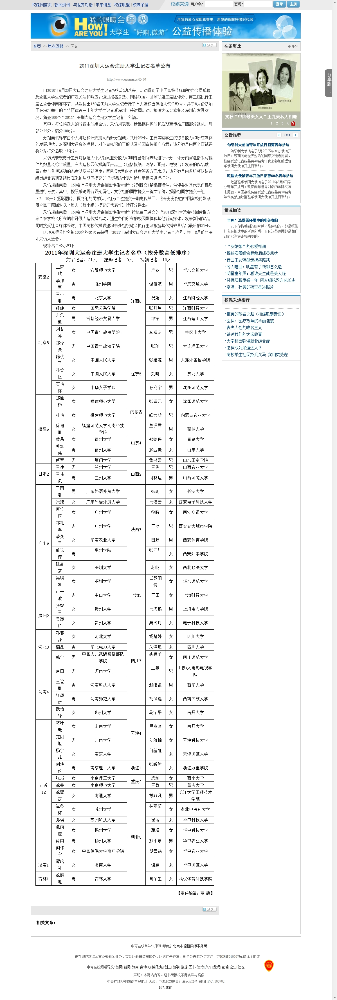 校媒网首页 | 新闻资讯 | 与世界对话 | 未来讲堂 | 校媒联盟 | 校媒采通
校媒采通 用户名: 密码: 登录 注册
我的眼睛会呼吸
HOW ARE YOU!
大学生“好啊,微游”公益传播体验
用我的爱心发现真善美, 用我的眼睛呼吸时代风
首页 -> 焦点回顾 -> 正文
分享
2011深圳大运会注册大学生记者名单公布
http://www.xiaomei.cc 05-04
自2010年6月23日大运会注册大学生记者报名启动以来，活动得到了中国高校传媒联盟各会员单位
及全国大学生记者的广泛关注和响应，通过报名参选、网络联署、区域联盟主席团评分、第二届执行主
席团全会评审等环节，共选拔出150名优秀大学生记者授予“大运校园传播大使”称号，并于8月份参加
了在深圳举行的“特区建设三十年大学生记者看深圳”采访周活动，报道大运会筹备及深圳市发展状
况，角逐100个“2011年深圳大运会注册大学生记者”名额。
其中，每位候选人的分数由分组面试、采访周表现、精品稿件评分和后期宣传推广四部分组成，每
部分25分，满分100分。
分组面试环节由个人陈述和评委提问两部分组成，共计25分。主要考察学生的综合能力和所在媒体
的发展现状、对深圳大运会的理解、对体育知识的了解以及校园宣传推广方案。该分数是由两个面试评
委分别打分后取平均分。
采访周表现得分主要对候选人个人新闻业务能力和训练营期间表现进行评分。评分内容包括采写稿
件的数量及综合质量；在大运校园传媒集团产品上（包括报纸、网站、画册、电视台）发表的作品数
量；参与各项活动的态度以及活跃程度；团队贡献和协作程度等各方面表现。该分数是由各组领队结合
组员综合表现及组员在采访周期间提交的“发稿统计表”所显示情况进行打分。
采访周结束后，150名“深圳大运会校园传播大使”分别提交1篇精品稿件，供评委对其代表作品质
量进行考察。其中，按照采访周各界别属性，文字组的同学提交一篇文字稿，摄影组同学提交一组
（2—10张）摄影图片，摄制组的同学以小组为单位提交一期电视节目。该部分分数由中国高校传媒联
盟全国主席团对以上每人（每小组）提交的代表作进行打分得出。
采访周结束后，150名“深圳大运会校园传播大使”按照自己递交的“2011深圳大运会校园传播方
案”在学校及所在城市开展大运传播活动，通过各自所在的校园媒体和其他新闻媒体，发表新闻作品，
同时接受社会媒体采访，中国高校传媒联盟秘书处组织驻会执行主席根据其传播效果给出最后的25分。
四项总得分排名前100名的参选者获得“2011年深圳大运会注册大学生记者”称号，并于8月份赴深
圳采访大运会。
现将名单公示如下：
2011年深圳大运会注册大学生记者名单（按分数高低排序）
文字记者：81人 摄影记者：9人 视频记者：10人
安徽2 王梦欣 女 安徽师范大学 江西6 严冬 男 华东交通大学
李邦军 男 滁州学院 游俊波 男 华东交通大学
北京8 王小敏 男 北京大学 况娟 女 江西财经大学
程婕 女 国际关系学院 张开埠 男 江西财经大学
方乐迪 男 首都经济贸易大学 邹宁 男 江西理工大学
刘君萍 女 中国青年政治学院 李泽浩 男 井冈山大学
郑泽豪 男 中国青年政治学院 辽宁5 张驰 男 大连理工大学
陈忧子 女 中国人民大学 张绪源 男 大连外国语学院
孙笑梅 女 中国人民大学 刘晓 女 东北大学
石艳婷 女 中华女子学院 孙利宇 男 沈阳师范大学
福建6 郑涵彬 女 福建师范大学 张译元 女 沈阳师范大学
林艳 女 福建师范大学 内蒙古1 维力斯 男 内蒙古农业大学
徐珊珊 女 福建师范大学闽南科技学院 山东4 董潇君 男 聊城大学
黄易 女 福州大学 郑贻丹 女 青岛大学
蔡凯伟 男 福州大学 解亚美 女 山东大学
卢军 男 厦门大学 詹书云 男 山东工商学院
甘肃2 王建 男 兰州大学 山西2 王勇 男 山西农业大学
王伟凯 男 兰州大学 何林运 男 山西师范大学
广东9 王雨渤 男 广东外语外贸大学 陕西7 张玥 女 长安大学
张纯 女 广东外语外贸大学 马洁云 女 西安电子科技大学
何竹茵 女 广州大学 徐盼 女 西安交通大学
郑礼军 男 广州大学 王磊 男 西安交大城市学院
潘奕呈 女 华南农业大学 田野 男 西安体育学院
赖运辉 男 惠州学院 张亚红 女 西安外事学院
陈露莎 女 深圳大学 苏畅 女 西北政法大学
吴晓颖 女 深圳大学 上海3 吕颜婉倩 女 华东师范大学
卢一波 男 中山大学 王田 女 上海财经大学
贵州2 张碧玉 女 贵州大学 马海鹏 男 上海电力学院
吴颖妍 女 贵州大学 四川7 粟绎丹 女 电子科技大学
河北3 孙亚靖 女 河北大学 杨楚婷 女 四川大学
燕磊 男 华北电力大学 关涞迪 女 四川大学
韩宁 男 中国人民武装警察部队学院 姚婷子 女 四川师范大学
河南4 唐田 男 河南大学 王灏 男 川师大电影电视学院
王谊群 男 河南科技大学 赵皓盈 男 西华大学
张颂奇 男 河南师范大学 胡涵嘉 女 西南民族大学
武怡晗 女 郑州大学 天津4 马宇平 女 南开大学
江苏12 蒋叶璟 女 东南大学 吕湾湾 女 南开大学
范因坦 男 江南大学 刘雅楠 女 天津科技大学
杨宇菲 女 南京大学 何菡虹 女 天津师范大学
刘轶伦 男 南京理工大学 浙江1 张昕然 女 浙江万里学院
张淼 女 南京理工大学 重庆2 梁坤 女 西南大学
徐雯 女 南京师范大学 王鑫 男 重庆大学
徐馨露 女 南通大学 湖北8 戴非凡 男 长江大学工程技术学院
崔冬梅 女 苏州大学 林丽莎 女 湖北中医药大学
孙骋 女 苏州科技大学 崔萌 女 华中科技大学
包雨朦 女 扬州大学 臧瑾 女 华中科技大学
肖冉 男 扬州大学 彭小东 男 华中农业大学
阚伟宁 女 中国传媒大学南广学院 胡云鹤 女 华中农业大学
湖南1 谭晗冰 女 湖南大学 谢婷 女 华中师范大学
吉林1 徐阁潍 男 吉林大学 黄荣生 女 武汉体育科技学院
【责任编辑：贾 静】
分享
相关文章：
头条聚焦 更多>>
1946年时的王光美
1961年时的王光美
揭秘“中国最美女人”王光美私人相册
1 2 3 4 5
公告推荐
匈牙利大使馆青年开放日招募青年参与
匈牙利大使馆定于5月9日下午举办使馆开
放日。现面向与世界对话的国际交流志愿者、
校媒联盟记者招募共40名青年代表参加欧盟驻
华使团大使馆开放日活动。
欧盟大使馆青年开放日招募50名青年参与
欧盟驻华使团大使馆定于2011年5月6日举
办青年开放日。现面向与世界对话的国际交流
志愿者、中国高校传媒联盟记者招募共50名青
年代表参加欧盟驻华使团大使馆开放日活动。
推荐阅读
罕见！法摄影师眼中的唯美朝鲜
以下你将看到的照片并不是偷拍的，都是摄影
师我在旅途中的所见所闻，而且这些见闻都是朝鲜
政府允许旅客接触到的。
·“灰姑娘”的恋爱相册
·揭秘娱圈组合解散后成员现状
·昔日玉女转型走搞笑路线
·令人瞠目：明星有了钱都怎么造
·明星童年照：看谁天生就是美人胚
·孙俪邓超隐婚一年 网友细挖双方成长史
·高清：壮美的夜空星迹照片
校媒采通推荐
·戴英的取名之路（校媒联盟野史）
·医保：医疗改革的华丽包装
·丧失人性的唯名主义
·讲述我们的大运故事
·大学校园弥漫就业综合症
·怎样成为采通达人？
·高校学生社团招兵买马 实用类受宠
分享到 ...
中青在线常年法律顾问单位 北京市德恒律师事务所
中青在线已获得从事登载新闻业务、互联网教育信息服务、网络广告经营、电子公告服务许可证，京ICP证010507号,商标注册证
中青在线频道导航: 首页| 新闻| 教育| 微博| 校媒| 职场| 创业| 留学| 旅游| 图书| 法治| 汽车| 数码| 生活| 论坛| 社区
声明：本网站内容未经书面授权不得转载与镜像
中青在线及中国青年报地址 Add：中国北京东直门海运仓2号 邮编 P.C. 100702
联系我们